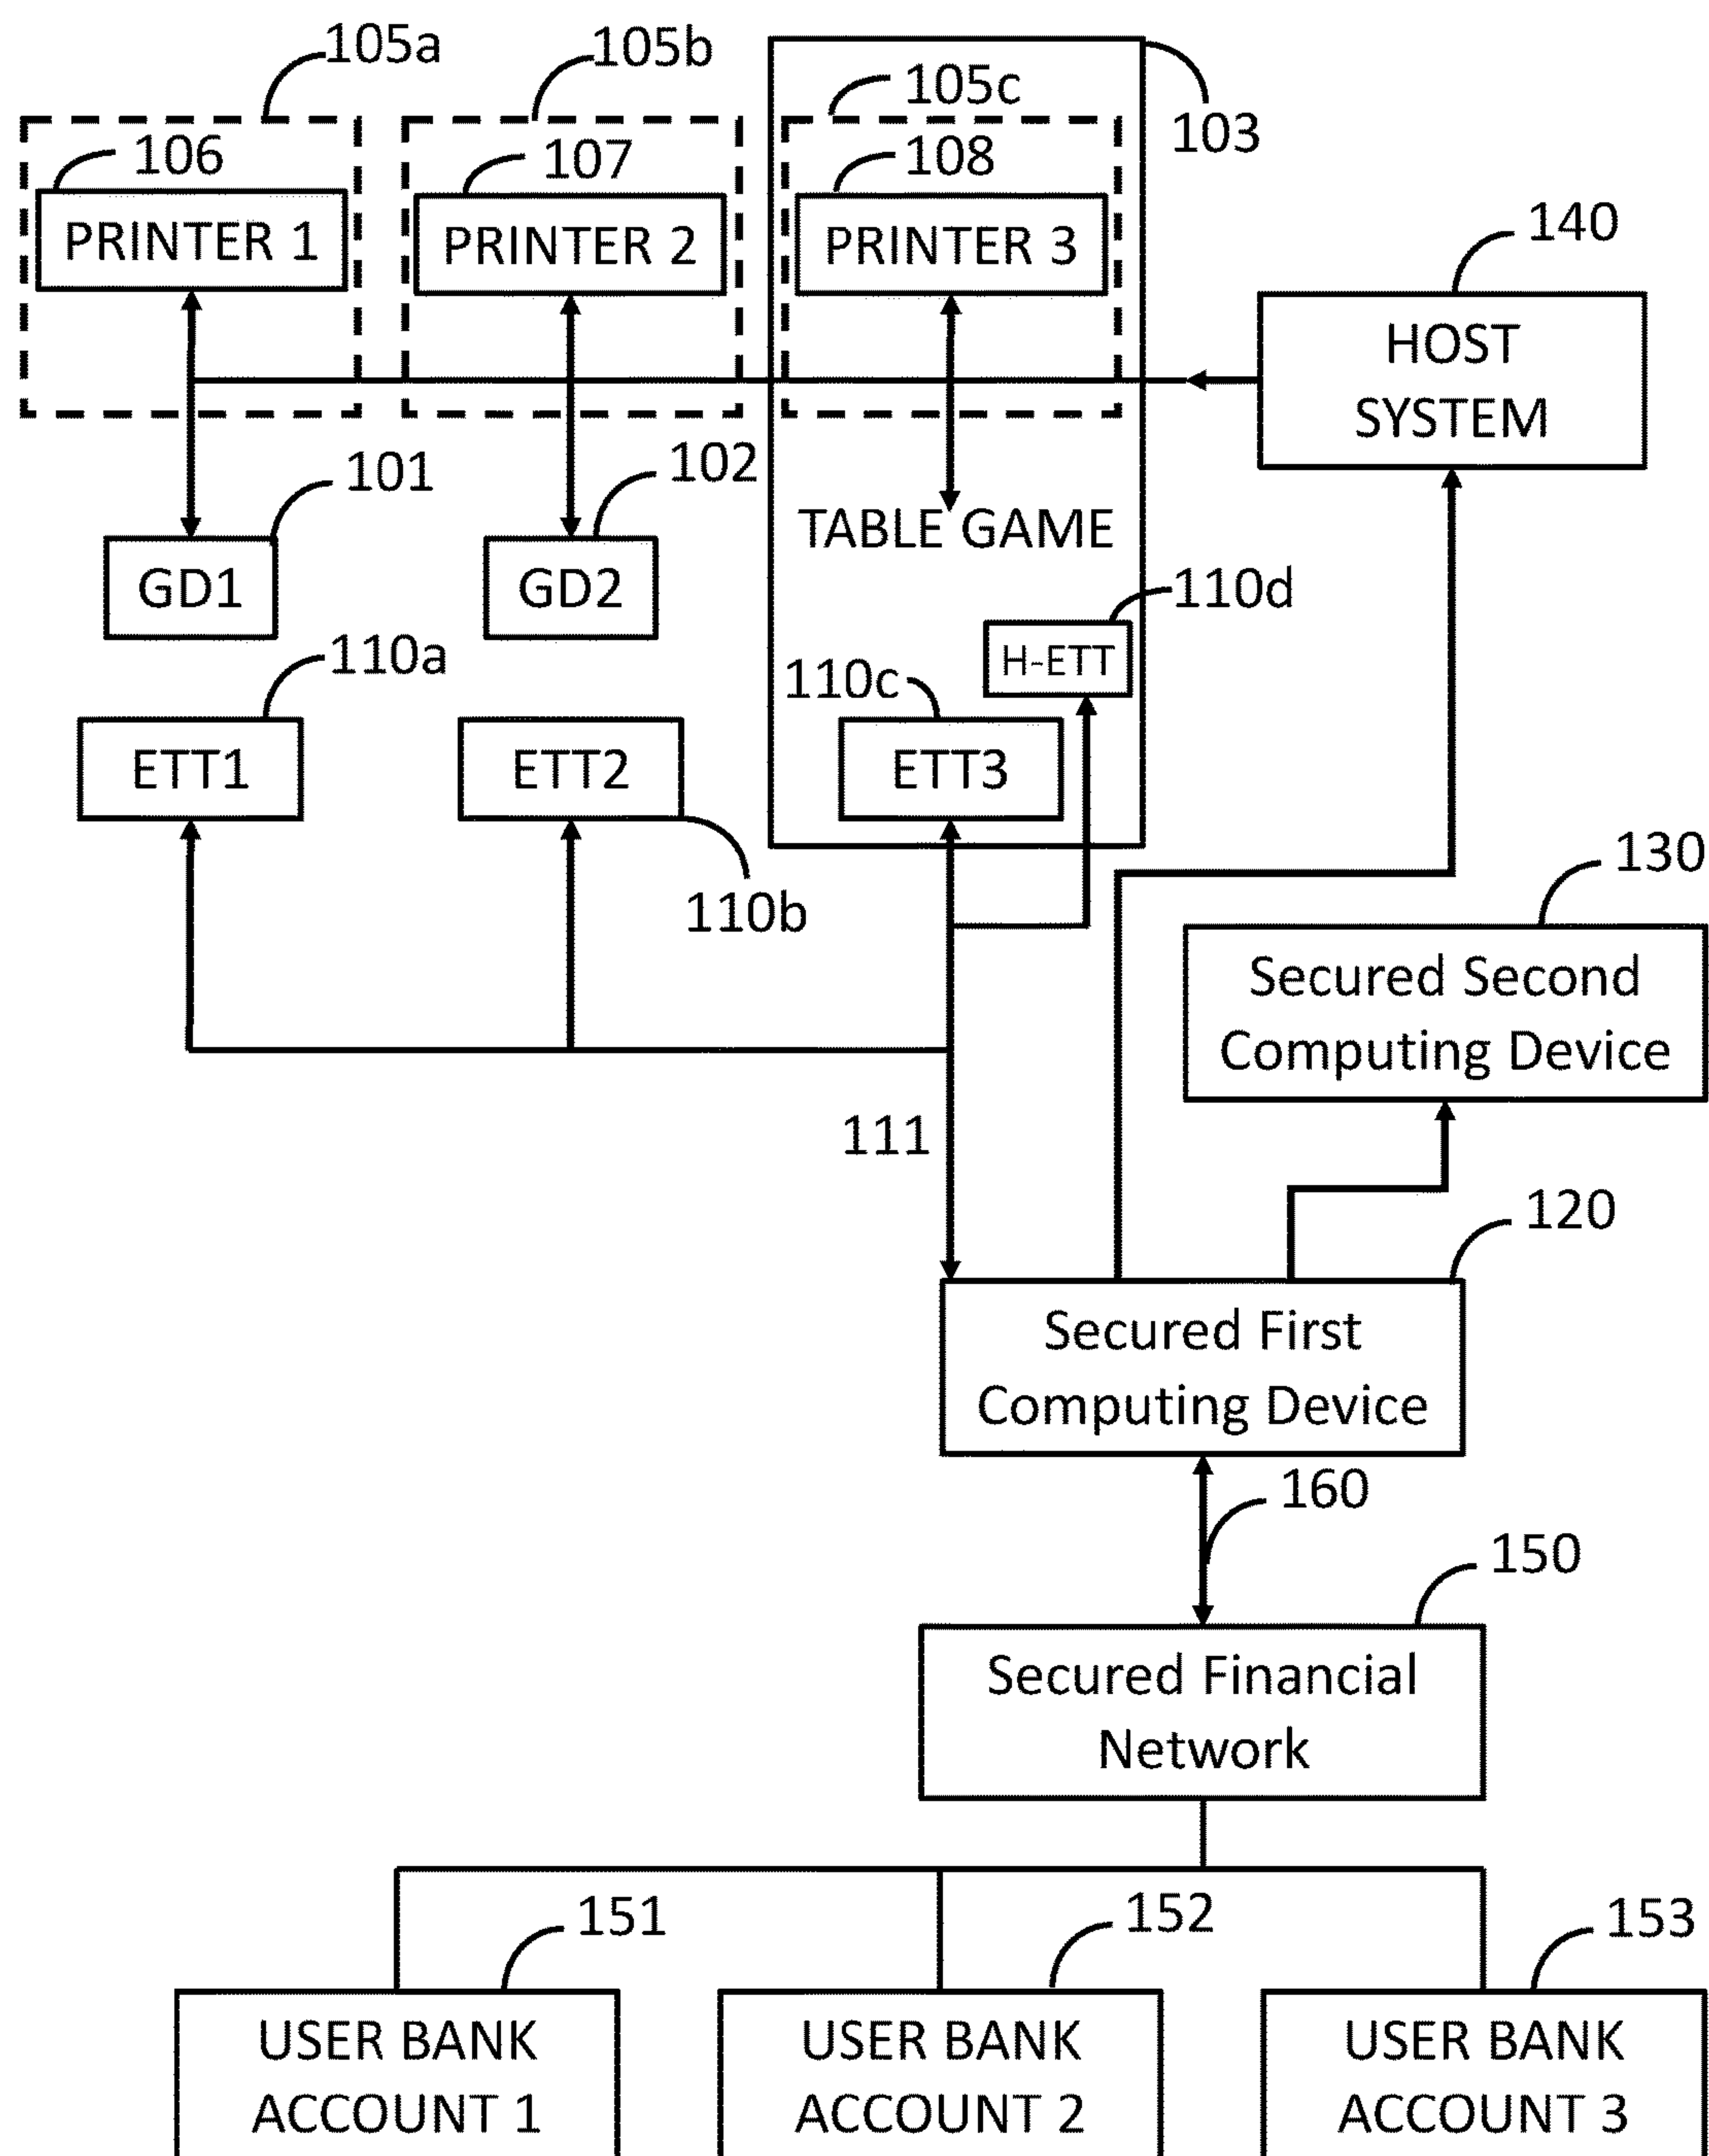 105a
105b
105c
103
106
107
108
PRINTER 1
PRINTER 2
PRINTER 3
140
HOST
SYSTEM
101
102
TABLE GAME
GD1
GD2
110d
110a
110c
H-ETT
ETT1
ETT2
ETT3
130
110b
Secured Second
Computing Device
111
120
Secured First
Computing Device
160
150
Secured Financial
Network
151
152
153
USER BANK
ACCOUNT 1
USER BANK
ACCOUNT 2
USER BANK
ACCOUNT 3